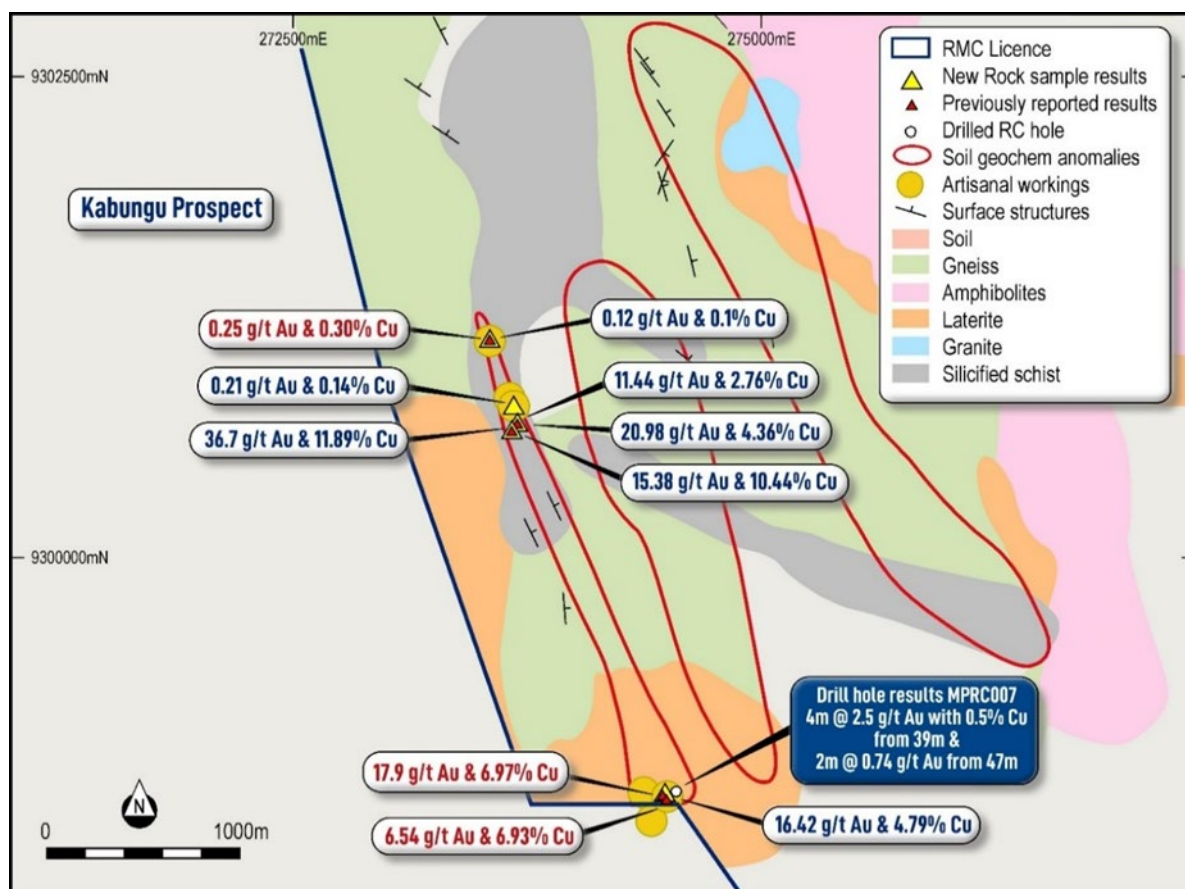 272500mE
275000mE
9302500mN
RMC Licence
New Rock sample results
Previously reported results
Drilled RC hole
Soil geochem anomalies
Artisanal workings
Surface structures
Soil
Gneiss
Amphibolites
Laterite
Granite
Silicified schist
Kabungu Prospect
0.25 g/t Au & 0.30% Cu
0.12 g/t Au & 0.1% Cu
0.21 g/t Au & 0.14% Cu
11.44 g/t Au & 2.76% Cu
36.7 g/t Au & 11.89% Cu
20.98 g/t Au & 4.36% Cu
15.38 g/t Au & 10.44% Cu
9300000mN
Drill hole results MPRC007
4m @ 2.5 g/t Au with 0.5% Cu
from 39m &
2m @ 0.74 g/t Au from 47m
17.9 g/t Au & 6.97% Cu
16.42 g/t Au & 4.79% Cu
6.54 g/t Au & 6.93% Cu
N
0
1000m